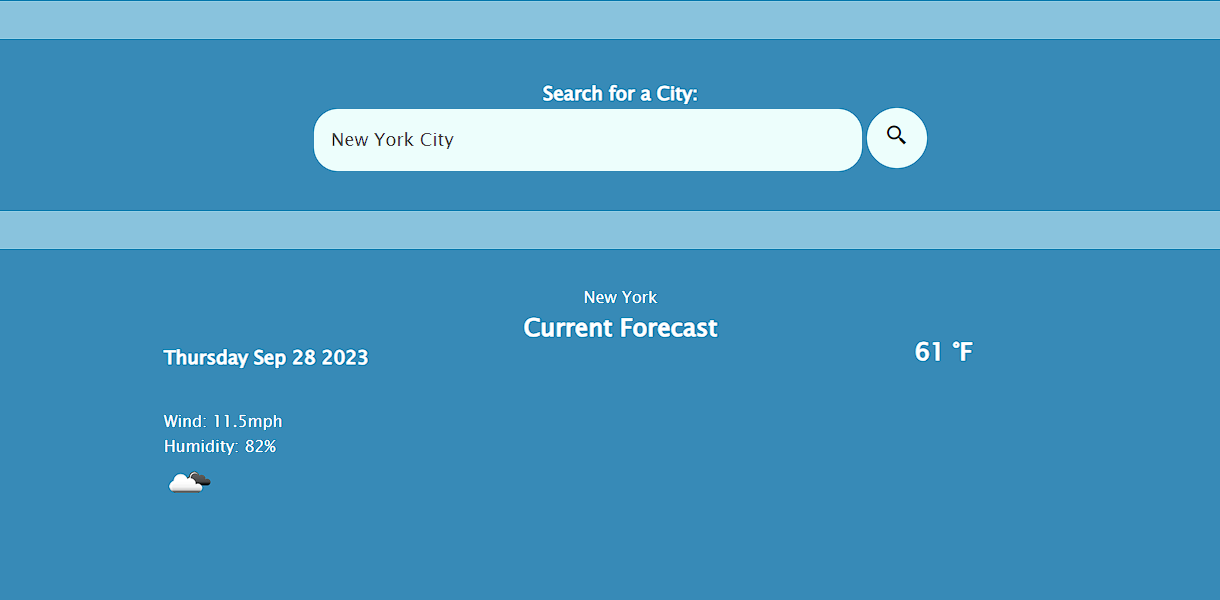 Search for a City:
New York City
New York
Current Forecast
Thursday Sep 28 2023
61 °F
Wind: 11.5mph
Humidity: 82%